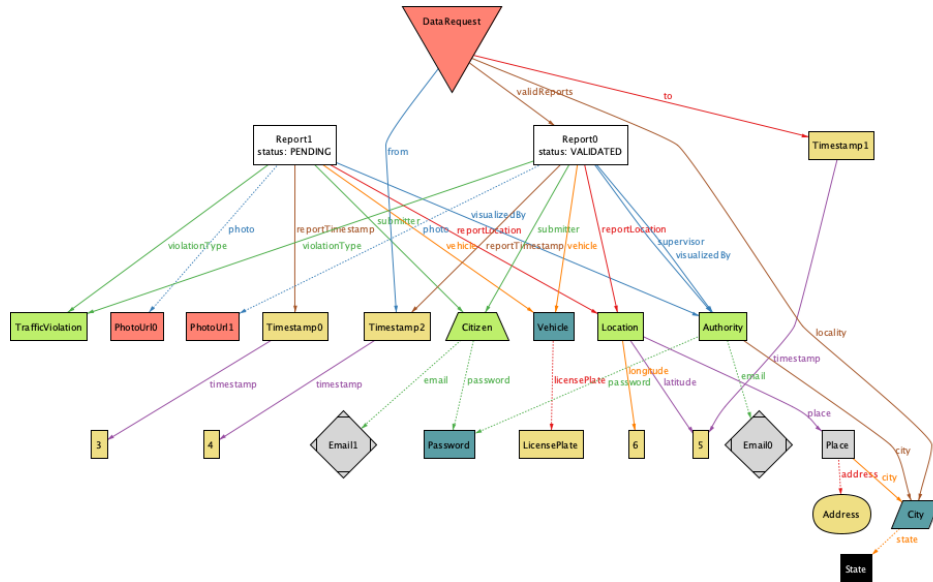 DataRequest
validReports
to
Report1
status: PENDING
Report0
status: VALIDATED
Timestamp1
from
photo
reportTimestamp
violationType
violationType
submitter
visualizedBy
reportLocation
photo
vehicle
reportTimestamp
submitter
vehicle
reportLocation
supervisor
visualizedBy
TrafficViolation
PhotoUrl0
PhotoUrl1
Timestamp0
Timestamp2
Citizen
Vehicle
Location
Authority
locality
timestamp
timestamp
timestamp
email
password
licensePlate
password
longitude
latitude
email
place
city
3
4
Email1
Password
LicensePlate
6
5
Email0
Place
address
city
Address
City
state
State